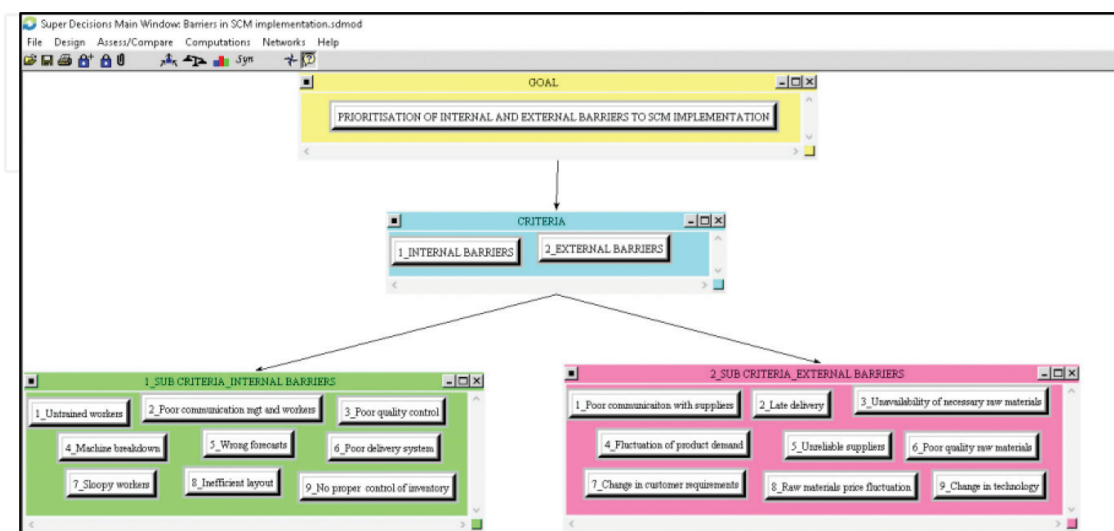 Super Decisions Main Window: Barriers in SCM implementation.sdmod
File Design Assess/Compare Computations Networks Help
Syn
GOAL
PRIORITISATION OF INTERNAL AND EXTERNAL BARRIERS TO SCM IMPLEMENTATION
CRITERIA
1_INTERNAL BARRIERS
2_EXTERNAL BARRIERS
1_SUB CRITERIA_INTERNAL BARRIERS
1_Untrained workers
2_Poor communication mgt and workers
3_Poor quality control
4_Machine breakdown
5_Wrong forecasts
6_Poor delivery system
7_Sloopy workers
8_Inefficient layout
9_No proper control of inventory
2_SUB CRITERIA_EXTERNAL BARRIERS
1_Poor communicaiton with suppliers
2_Late delivery
3_Unavailability of necessary raw materials
4_Fluctuation of product demand
5_Unreliable suppliers
6_Poor quality raw materials
7_Change in customer requirements
8_Raw materials price fluctuation
9_Change in technology